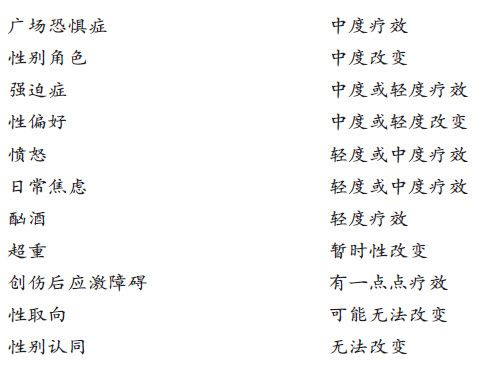 广场恐惧症 中度疗效
性别角色 中度改变
强迫症 中度或轻度疗效
性偏好 中度或轻度改变
愤怒 轻度或中度疗效
日常焦虑 轻度或中度疗效
酗酒 轻度疗效
超重 暂时性改变
创伤后应激障碍 有一点点疗效
性取向 可能无法改变
性别认同 无法改变